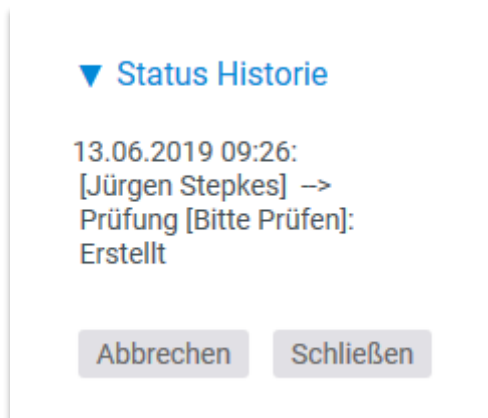 ▼ Status Historie
13.06.2019 09:26:
[Jürgen Stepkes] -->
Prüfung [Bitte Prüfen]:
Erstellt
Abbrechen Schließen